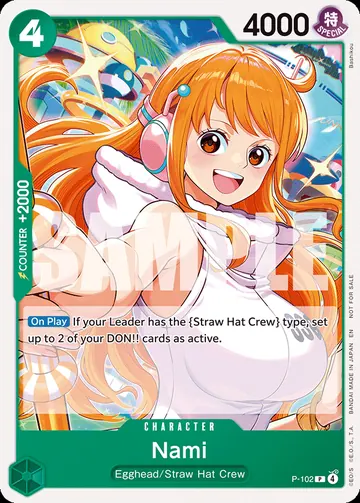 4
4000
特
SPECIAL
Bashikou
COUNTER +2000
SAMPLE
On Play If your Leader has the {Straw Hat Crew} type, set
up to 2 of your DON!! cards as active.
CHARACTER
Nami
Egghead/Straw Hat Crew
P-102 P 4
©E.O/S. ©E.O./S., T.A. BANDAI MADE IN JAPAN EN NOT FOR SALE